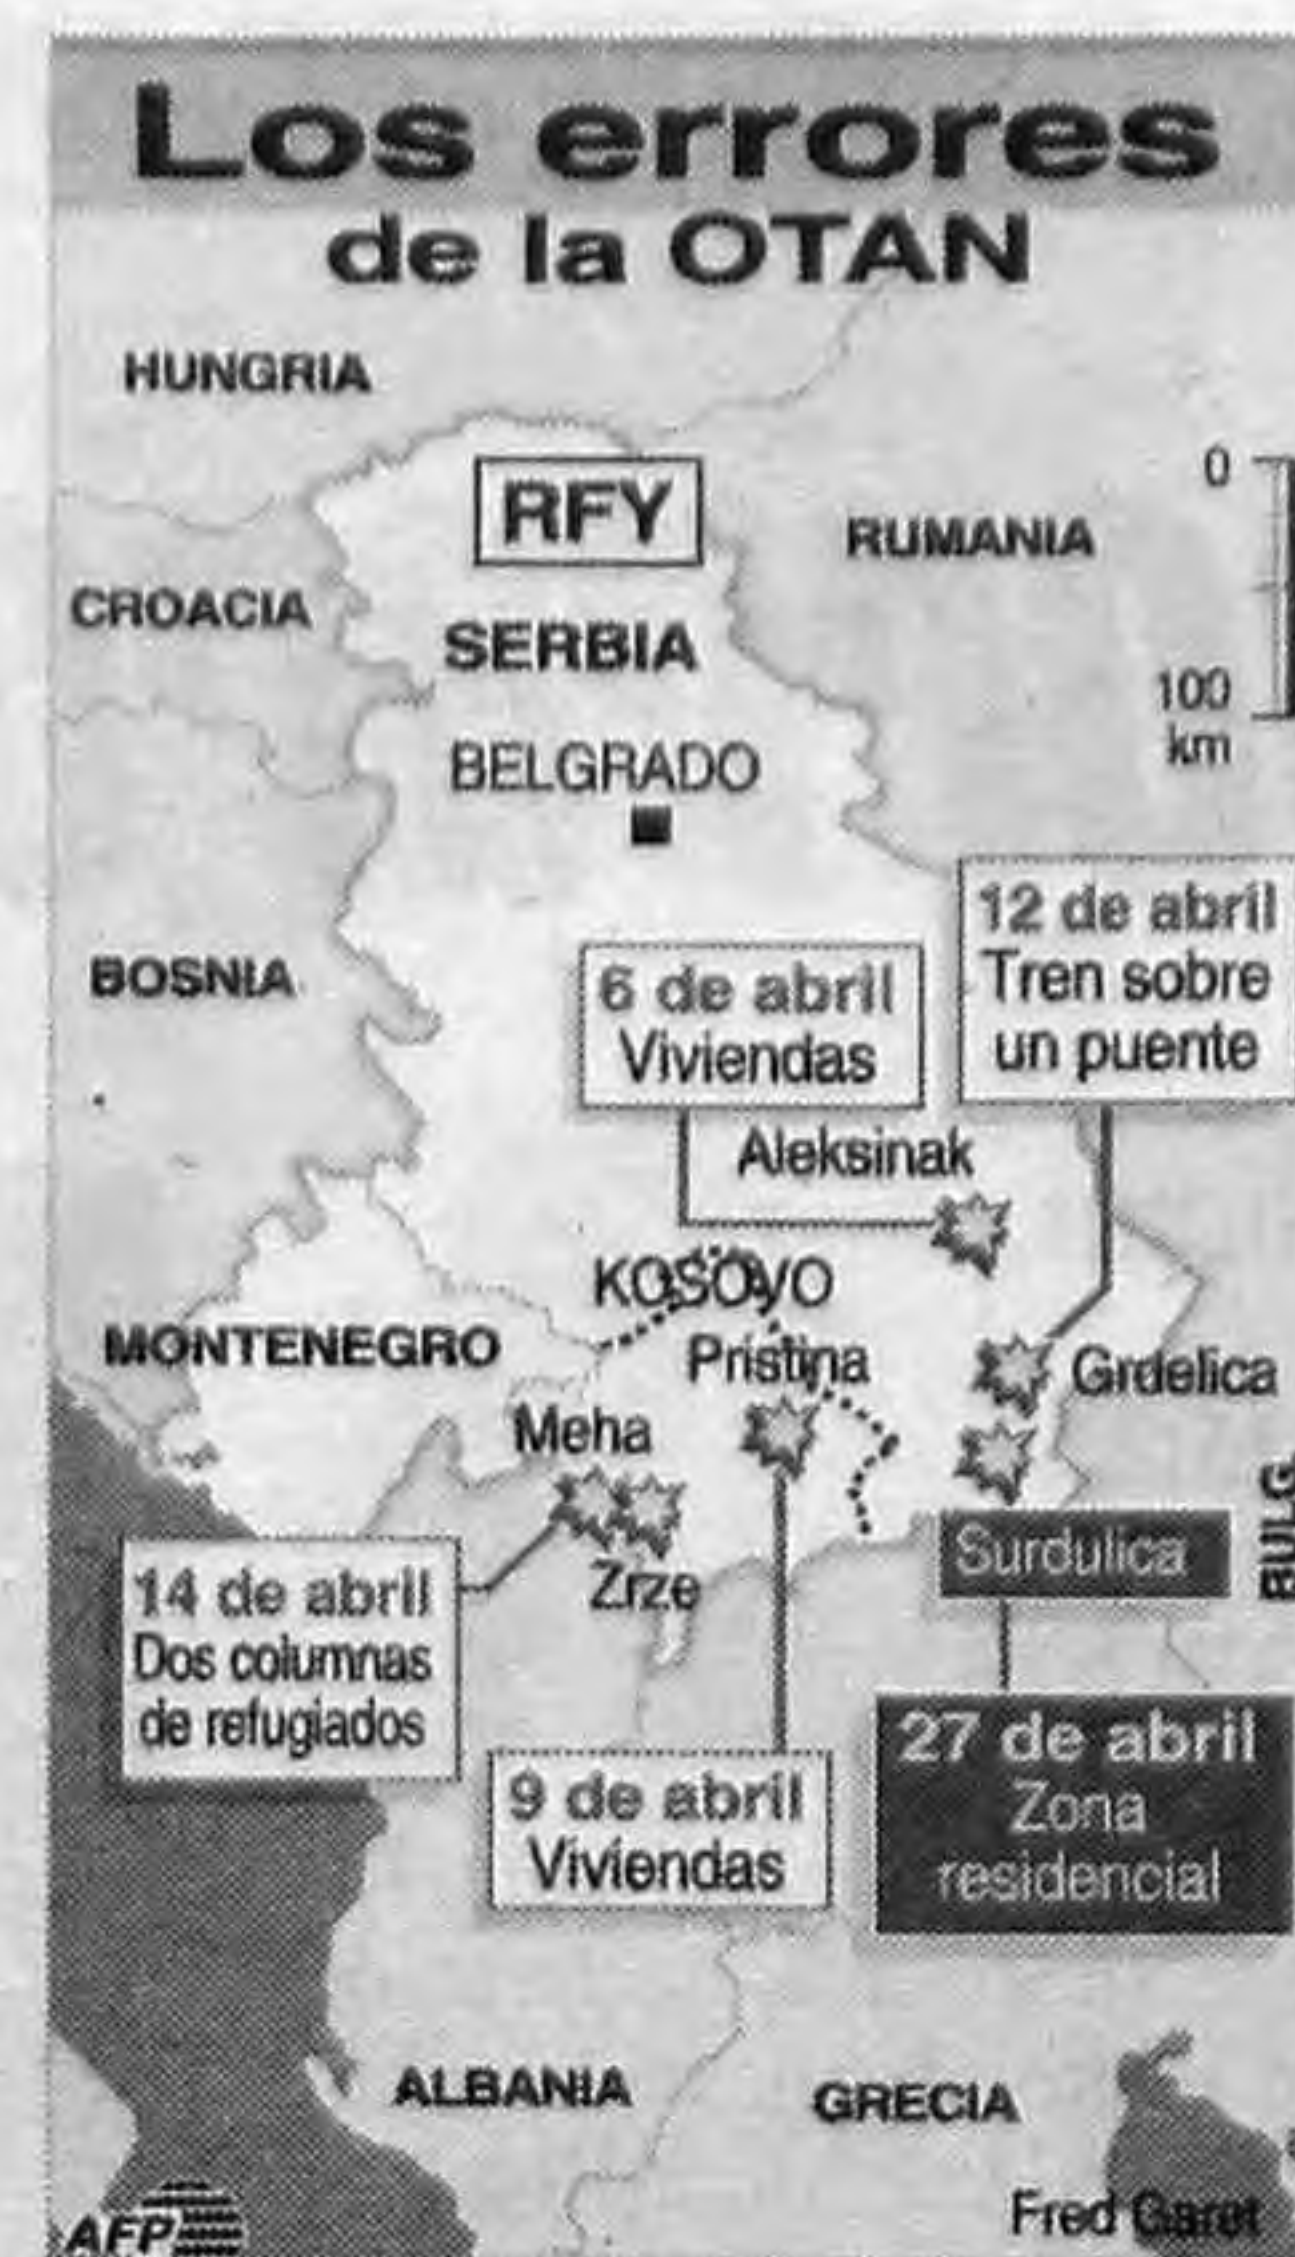 Los errores
de la OTAN
HUNGRIA
RFY
0
RUMANIA
CROACIA
SERBIA
100
km
BELGRADO
12 de abril
Tren sobre
un puente
BOSNIA
6 de abril
Viviendas
Aleksinak
KOSOVO
MONTENEGRO
Pristina
Grdelica
Meha
BULG
Surdulica
Zrze
14 de abril
Dos columnas
de refugiados
27 de abril
Zona
residencial
9 de abril
Viviendas
ALBANIA
GRECIA
Fred Garet
AFP